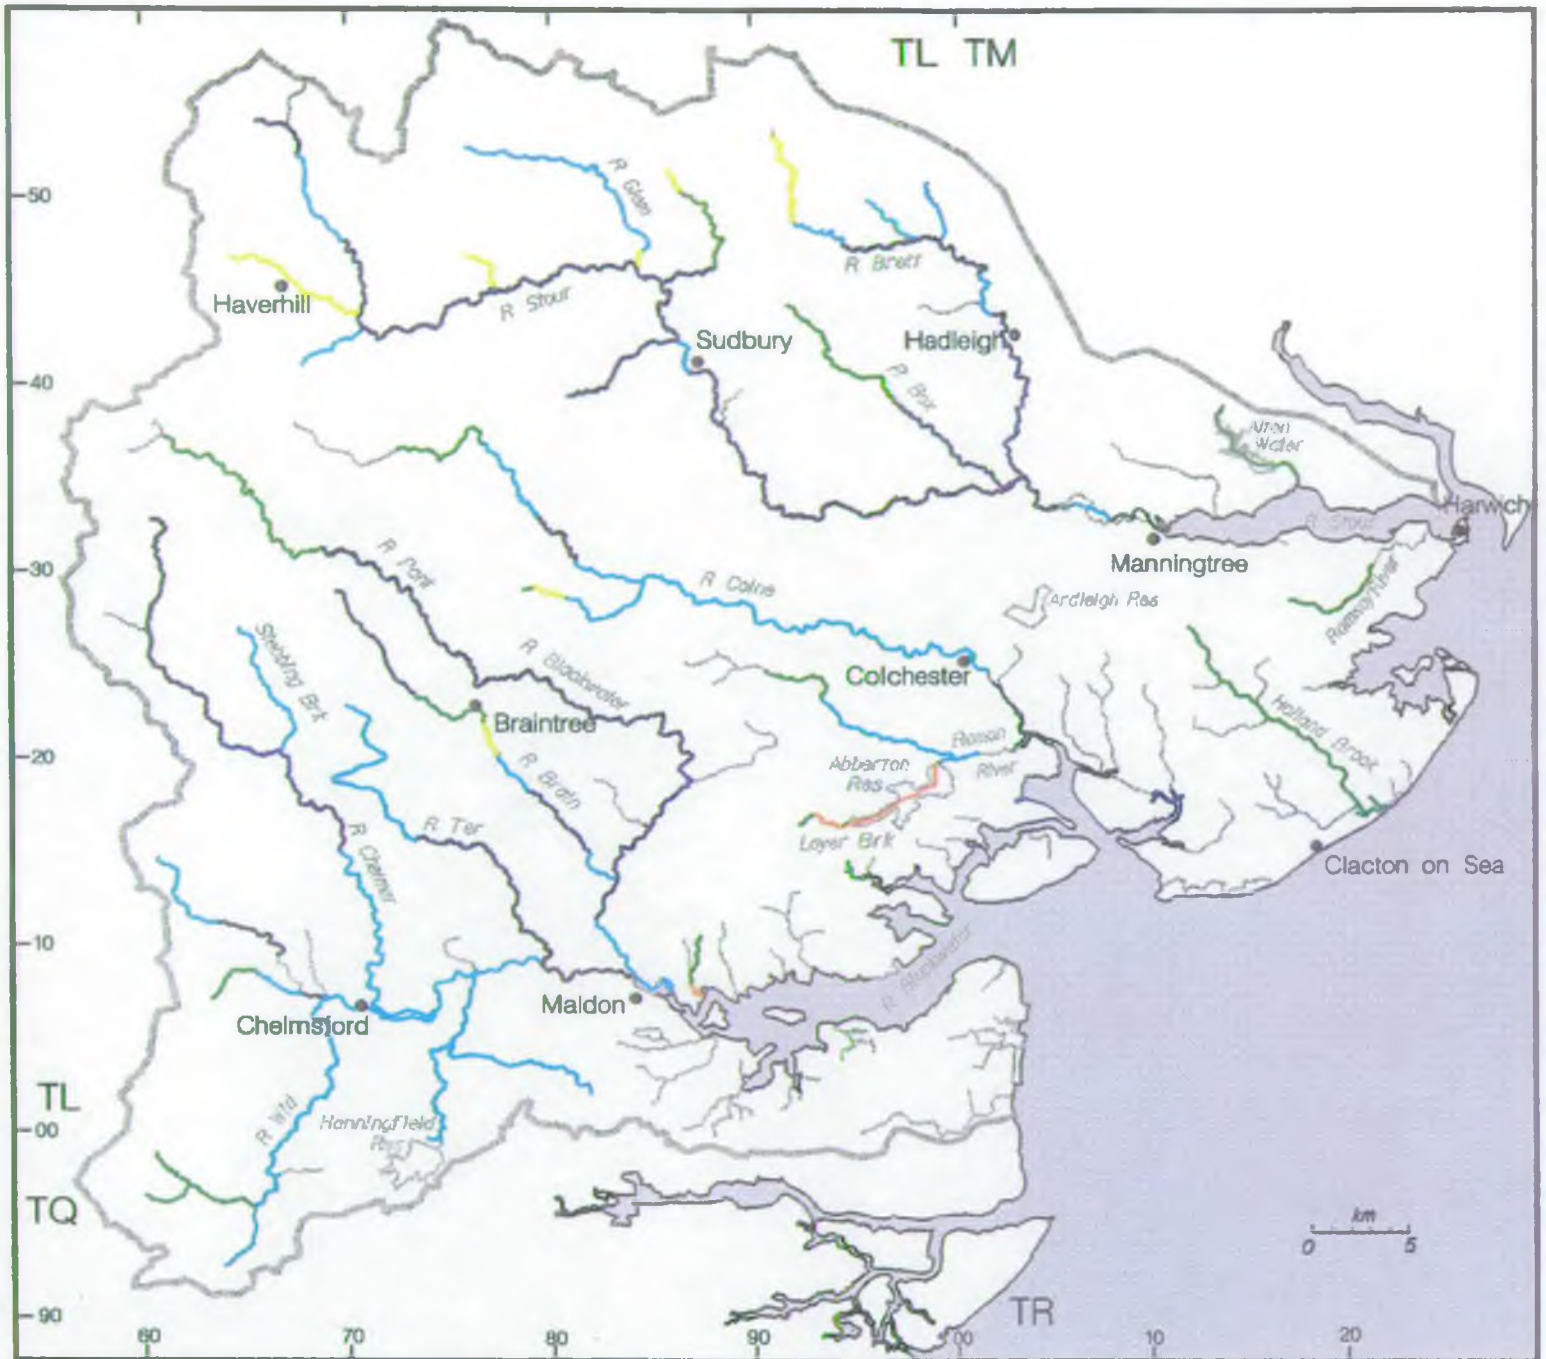 TL TM
50
R Glem
R Brett
Haverhill
R Stour
Sudbury
Hadleigh
40
R Box
Alton
Water
Harwich
R Stour
Manningtree
R Pant
30
R Colne
Ardleigh Res
Ramsey River
Stebbing Brk
R Blackwater
Colchester
Braintree
Holland Brook
Roman
River
20
Abberton
Res
R Brain
R Ter
Layer Brk
R Chelmer
Clacton on Sea
10
R Blackwater
Maldon
Chelmsford
TL
R Wid
Hanningfield
Res
00
TQ
km
0 5
TR
90
60 70 80 90 00 10 20